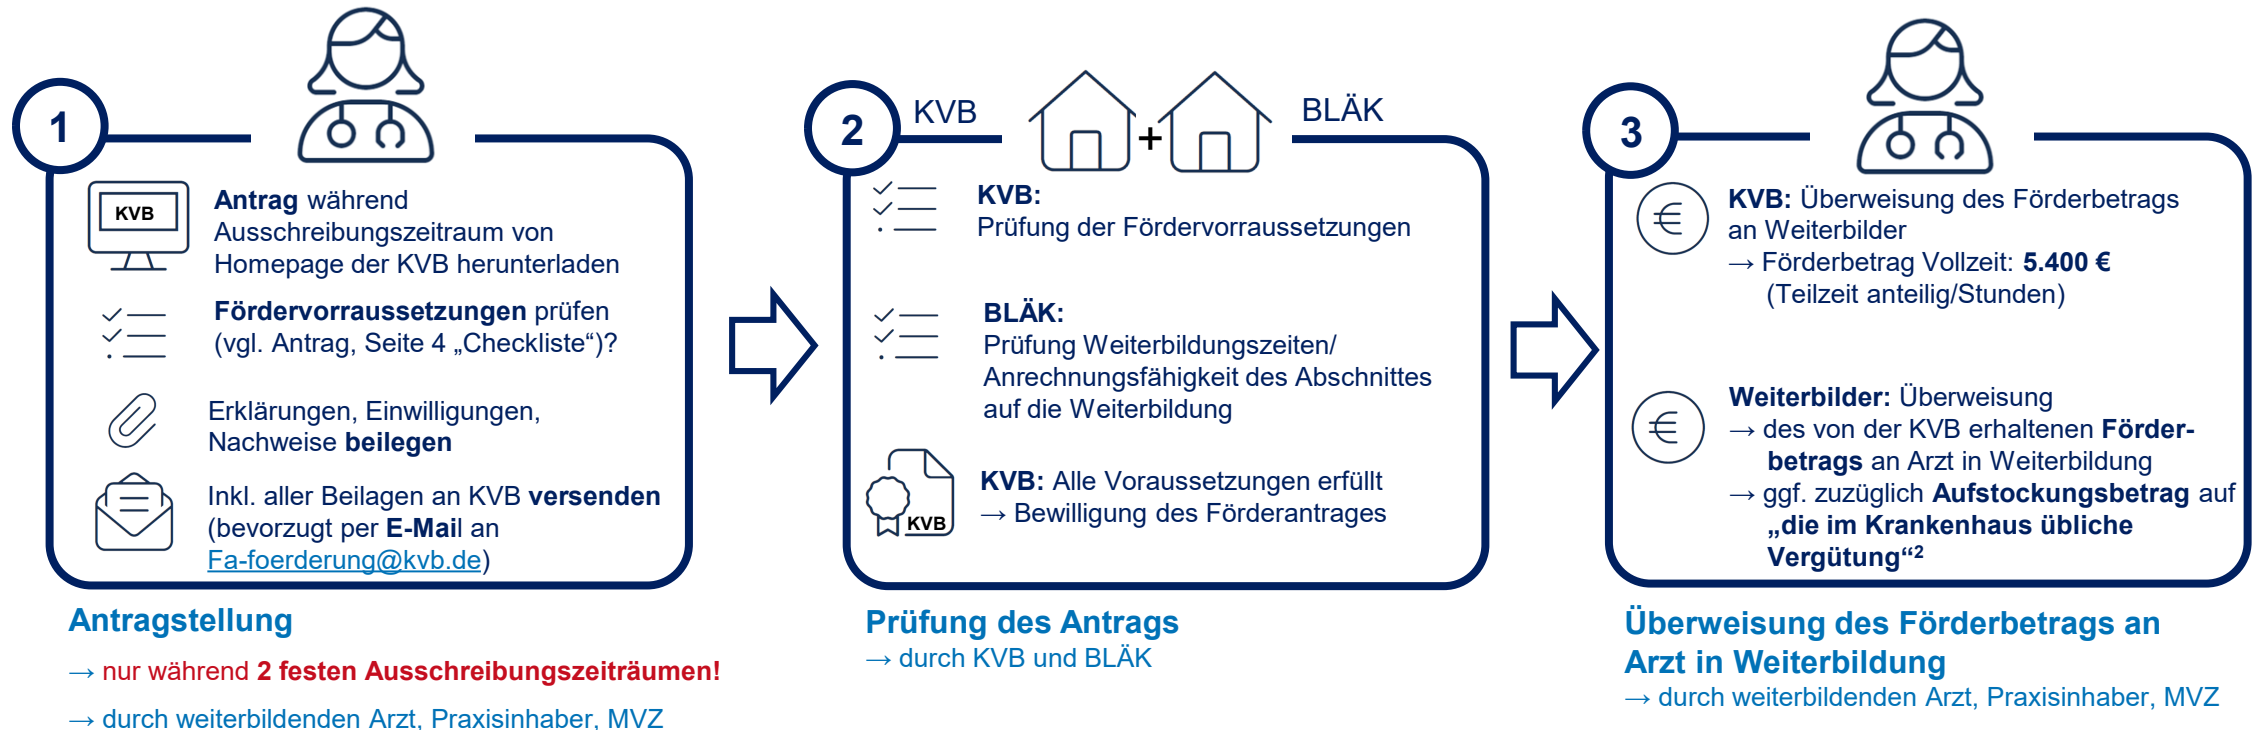 1
KVB
Antrag während
Ausschreibungszeitraum von
Homepage der KVB herunterladen
Fördervorraussetzungen prüfen
(vgl. Antrag, Seite 4 „Checkliste“)?
Erklärungen, Einwilligungen,
Nachweise beilegen
Inkl. aller Beilagen an KVB versenden
(bevorzugt per E-Mail an
Fa-foerderung@kvb.de)
Antragstellung
→ nur während 2 festen Ausschreibungszeiträumen!
→ durch weiterbildenden Arzt, Praxisinhaber, MVZ
2
KVB
+
BLÄK
KVB:
Prüfung der Fördervorraussetzungen
BLÄK:
Prüfung Weiterbildungszeiten/
Anrechnungsfähigkeit des Abschnittes
auf die Weiterbildung
KVB
KVB: Alle Voraussetzungen erfüllt
→ Bewilligung des Förderantrages
Prüfung des Antrags
→ durch KVB und BLÄK
3
€
KVB: Überweisung des Förderbetrags
an Weiterbilder
→ Förderbetrag Vollzeit: 5.400 €
(Teilzeit anteilig/Stunden)
€
Weiterbilder: Überweisung
→ des von der KVB erhaltenen Förder-
betrags an Arzt in Weiterbildung
→ ggf. zuzüglich Aufstockungsbetrag auf
„die im Krankenhaus übliche
Vergütung“²
Überweisung des Förderbetrags an
Arzt in Weiterbildung
→ durch weiterbildenden Arzt, Praxisinhaber, MVZ